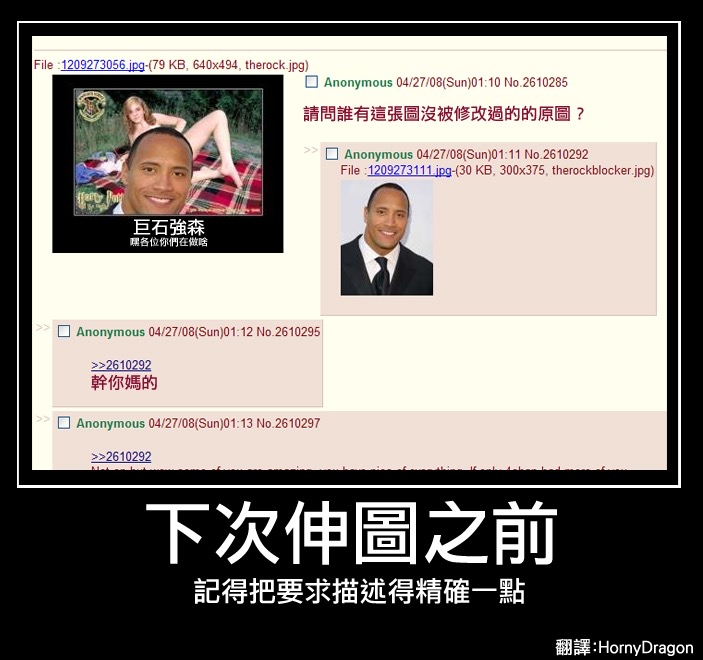 File :1209273056.jpg-(79 KB, 640x494, therock.jpg)
巨石強森
嘿各位你們在做啥
Anonymous 04/27/08(Sun)01:10 No.2610285
請問誰有這張圖沒被修改過的的原圖？
>> Anonymous 04/27/08(Sun)01:11 No.2610292
File :1209273111.jpg-(30 KB, 300x375, therockblocker.jpg)
>> Anonymous 04/27/08(Sun)01:12 No.2610295
>>2610292
幹你媽的
>> Anonymous 04/27/08(Sun)01:13 No.2610297
>>2610292
下次伸圖之前
記得把要求描述得精確一點
翻譯:HornyDragon